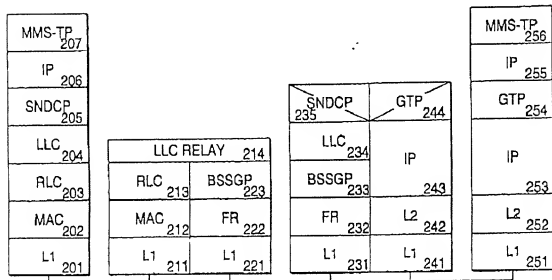 MMS-TP 207
IP 206
SNDCP 205
LLC 204
RLC 203
MAC 202
L1 201
LLC RELAY 214
RLC 213 BSSGP 223
MAC 212 FR 222
L1 211 L1 221
SNDCP 235 GTP 244
LLC 234
IP 243
BSSGP 233
FR 232 L2 242
L1 231 L1 241
MMS-TP 256
IP 255
GTP 254
IP 253
L2 252
L1 251